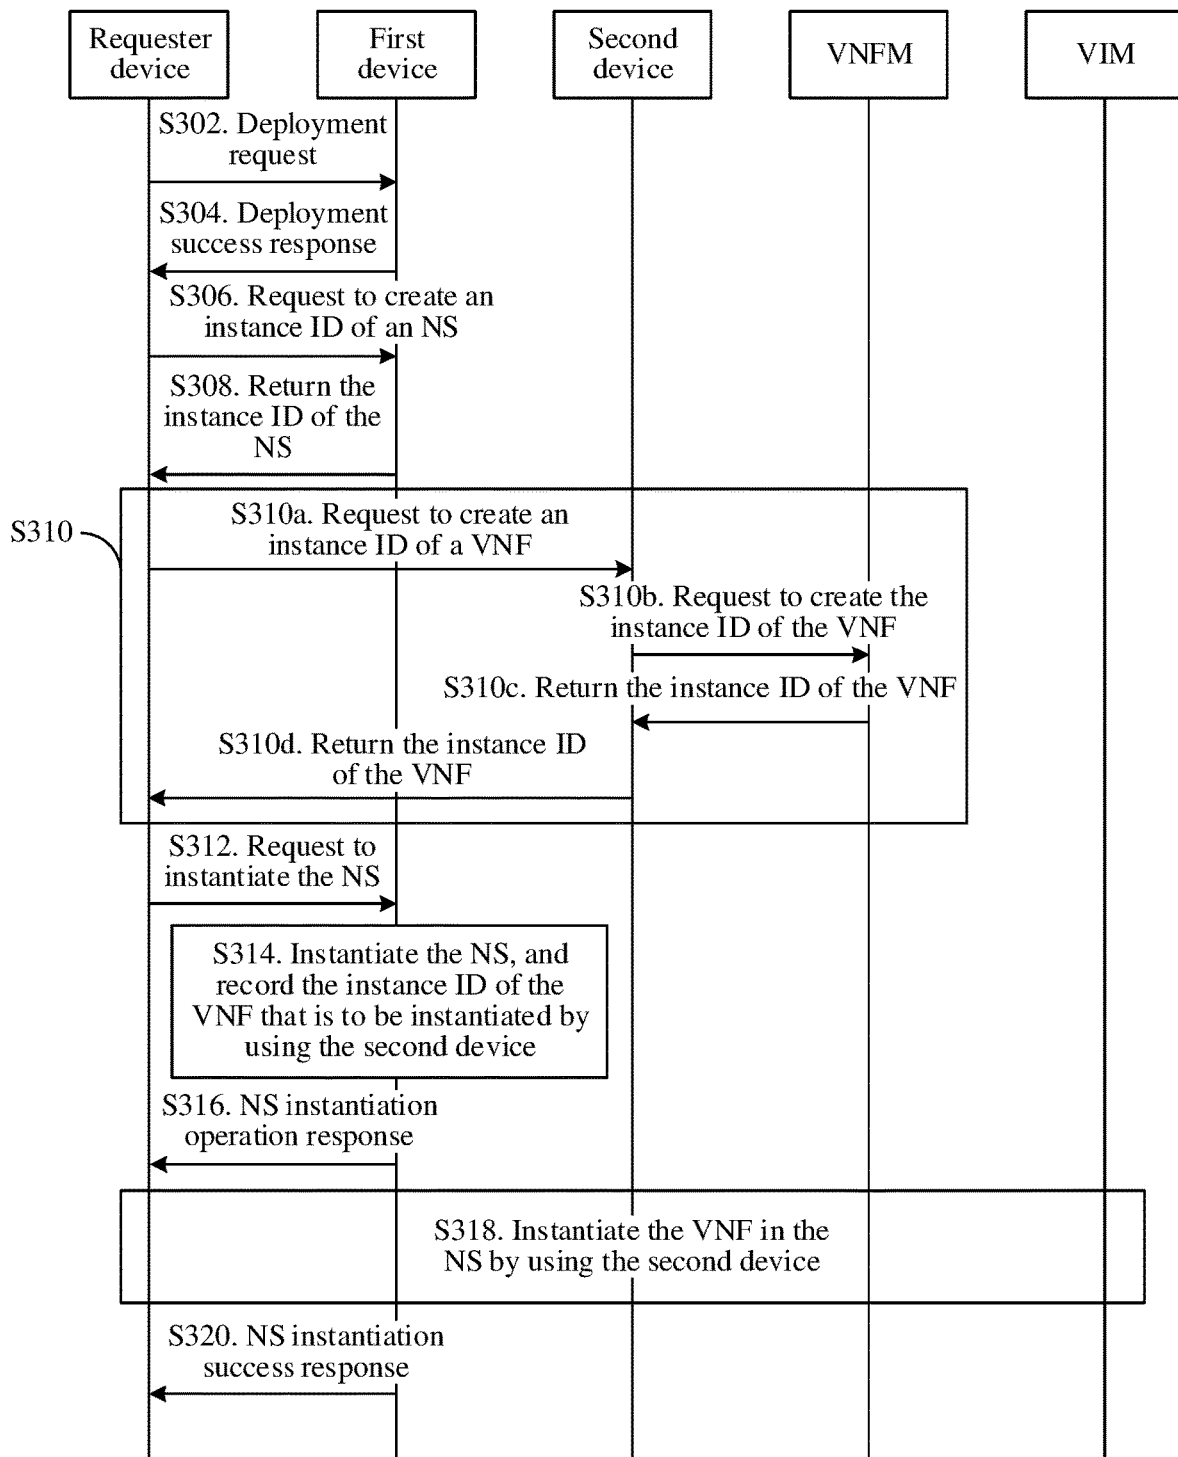 Requester
device
First
device
Second
device
VNFM
VIM
S302. Deployment
request
S304. Deployment
success response
S306. Request to create an
instance ID of an NS
S308. Return the
instance ID of the
NS
S310
S310a. Request to create an
instance ID of a VNF
S310b. Request to create the
instance ID of the VNF
S310c. Return the instance ID of the VNF
S310d. Return the instance ID
of the VNF
S312. Request to
instantiate the NS
S314. Instantiate the NS, and
record the instance ID of the
VNF that is to be instantiated by
using the second device
S316. NS instantiation
operation response
S318. Instantiate the VNF in the
NS by using the second device
S320. NS instantiation
success response